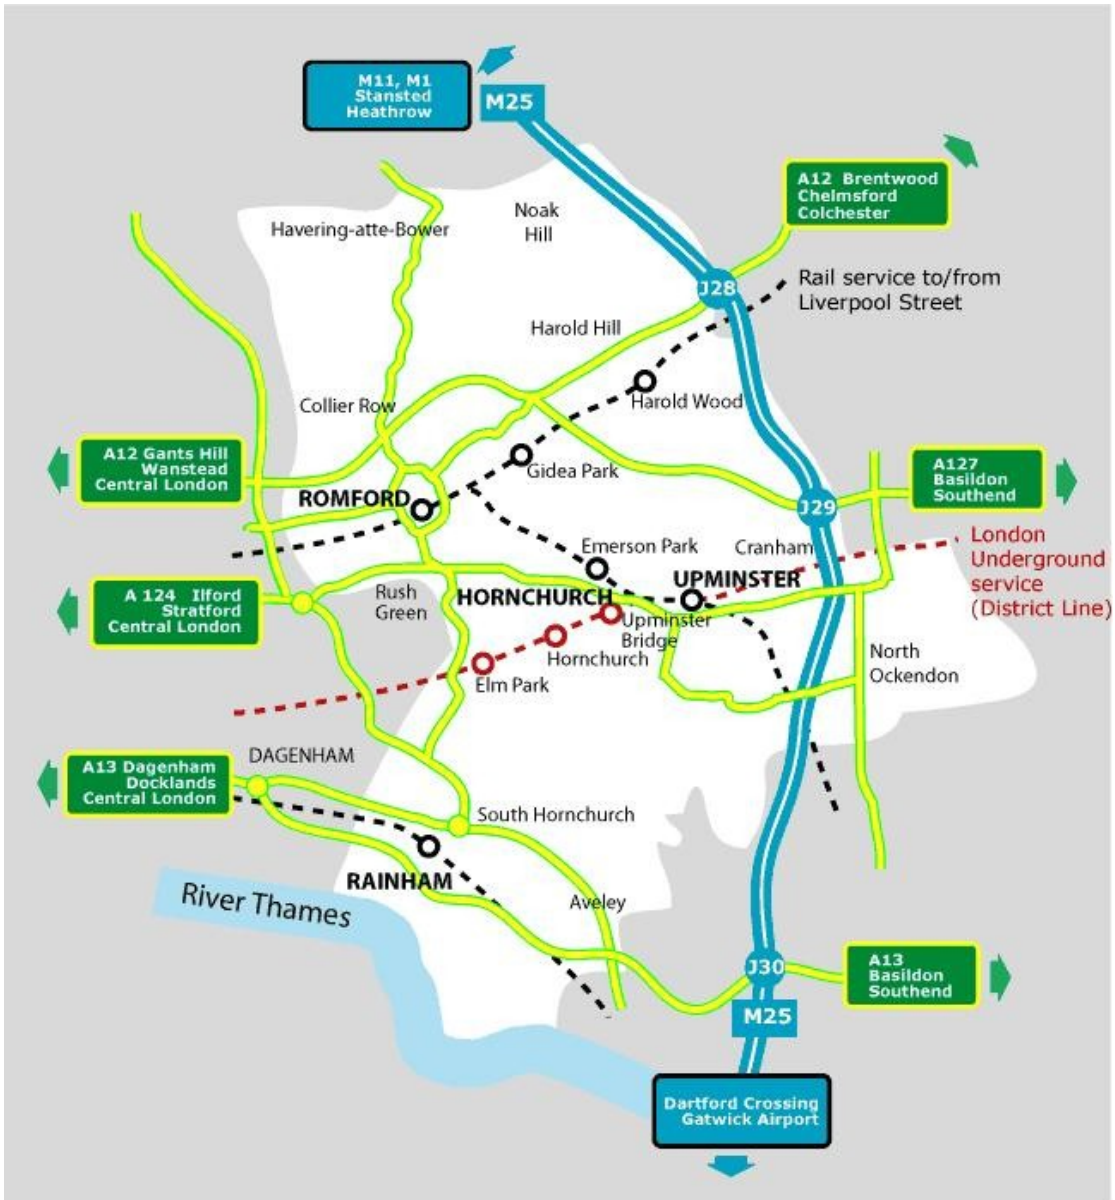 M11, M1
Stansted
Heathrow
M25
A12 Brentwood
Chelmsford
Colchester
Noak
Hill
Havering-atte-Bower
J28
Rail service to/from
Liverpool Street
Harold Hill
Harold Wood
Collier Row
A12 Gants Hill
Wanstead
Central London
Gidea Park
A127
Basildon
Southend
ROMFORD
J29
London
Underground
service
(District Line)
Emerson Park
Cranham
UPMINSTER
A 124 Ilford
Stratford
Central London
Rush
Green
HORNCHURCH
Upminster
Bridge
Hornchurch
North
Ockendon
Elm Park
DAGENHAM
A13 Dagenham
Docklands
Central London
South Hornchurch
RAINHAM
River Thames
Aveley
J30
A13
Basildon
Southend
M25
Dartford Crossing
Gatwick Airport